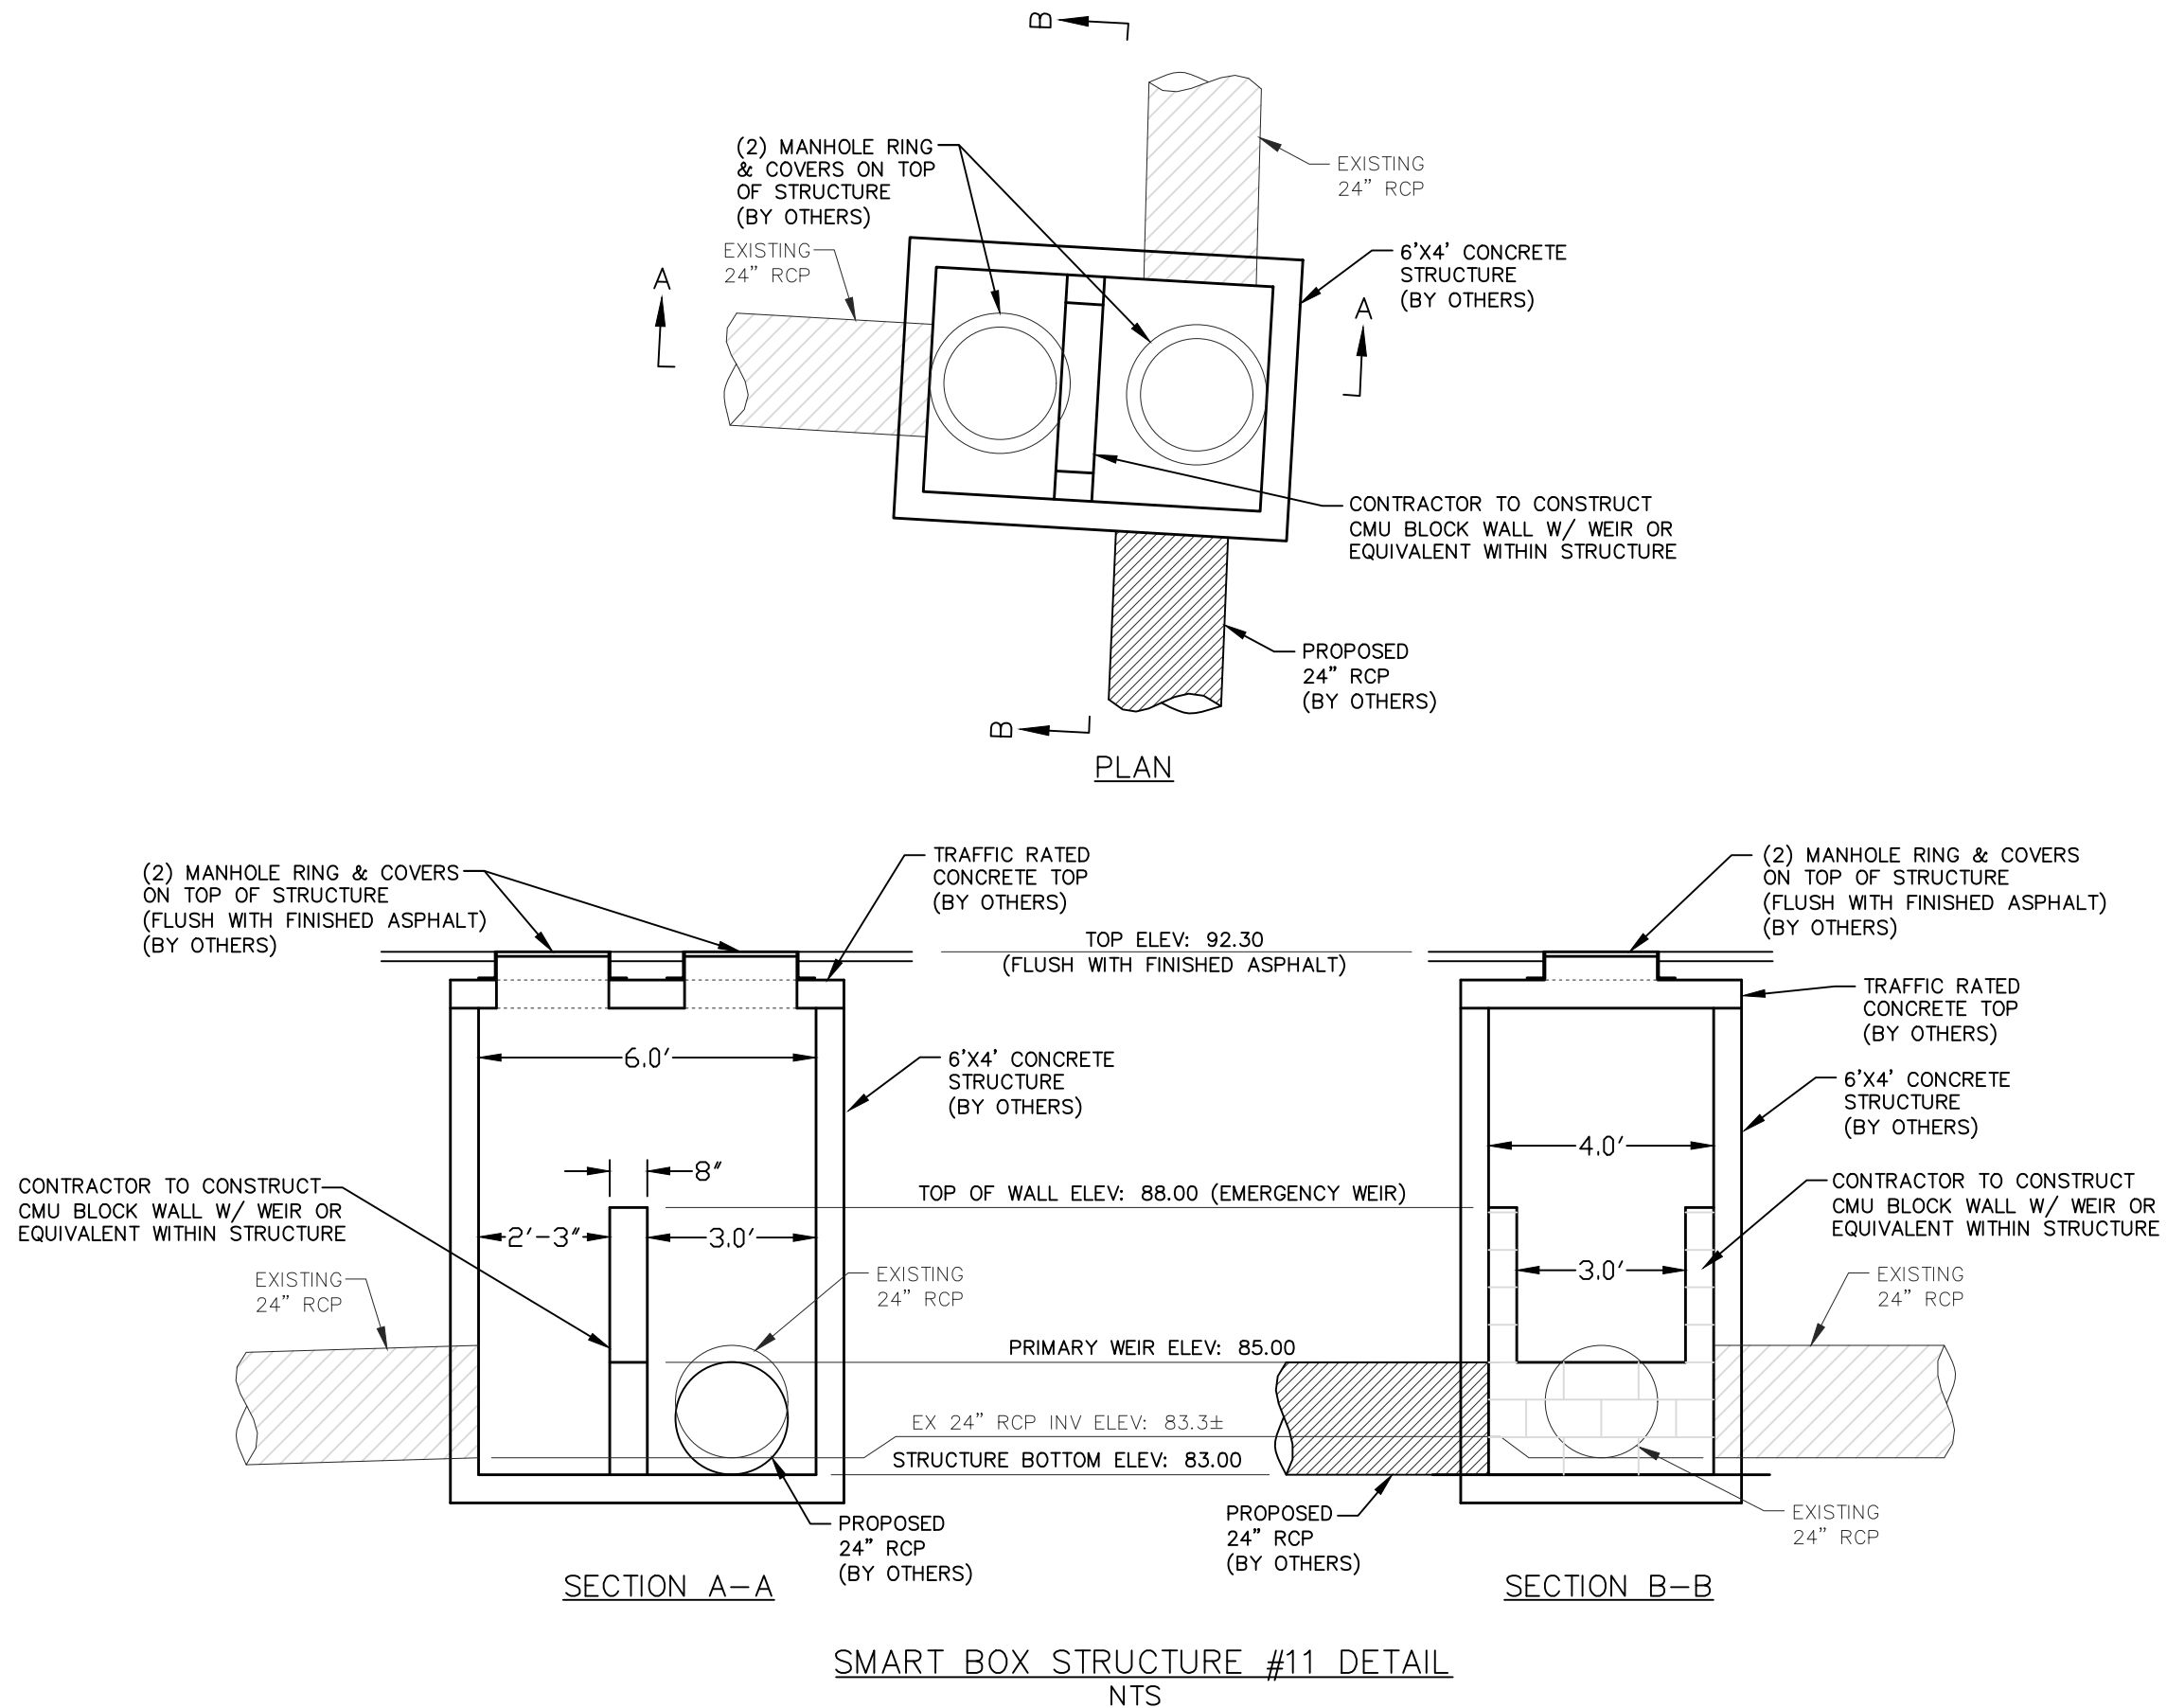 B
(2) MANHOLE RING
& COVERS ON TOP
OF STRUCTURE
(BY OTHERS)
EXISTING
24" RCP
EXISTING
24" RCP
6'X4' CONCRETE
STRUCTURE
(BY OTHERS)
A
A
CONTRACTOR TO CONSTRUCT
CMU BLOCK WALL W/ WEIR OR
EQUIVALENT WITHIN STRUCTURE
PROPOSED
24" RCP
(BY OTHERS)
B
PLAN
(2) MANHOLE RING & COVERS
ON TOP OF STRUCTURE
(FLUSH WITH FINISHED ASPHALT)
(BY OTHERS)
TRAFFIC RATED
CONCRETE TOP
(BY OTHERS)
TOP ELEV: 92.30
(FLUSH WITH FINISHED ASPHALT)
(2) MANHOLE RING & COVERS
ON TOP OF STRUCTURE
(FLUSH WITH FINISHED ASPHALT)
(BY OTHERS)
TRAFFIC RATED
CONCRETE TOP
(BY OTHERS)
6.0'
6'X4' CONCRETE
STRUCTURE
(BY OTHERS)
6'X4' CONCRETE
STRUCTURE
(BY OTHERS)
4.0'
8"
CONTRACTOR TO CONSTRUCT
CMU BLOCK WALL W/ WEIR OR
EQUIVALENT WITHIN STRUCTURE
TOP OF WALL ELEV: 88.00 (EMERGENCY WEIR)
CONTRACTOR TO CONSTRUCT
CMU BLOCK WALL W/ WEIR OR
EQUIVALENT WITHIN STRUCTURE
2'-3"
3.0'
3.0'
EXISTING
24" RCP
EXISTING
24" RCP
EXISTING
24" RCP
PRIMARY WEIR ELEV: 85.00
EX 24" RCP INV ELEV: 83.3±
STRUCTURE BOTTOM ELEV: 83.00
PROPOSED
24" RCP
(BY OTHERS)
PROPOSED
24" RCP
(BY OTHERS)
EXISTING
24" RCP
SECTION A-A
SECTION B-B
SMART BOX STRUCTURE #11 DETAIL
NTS